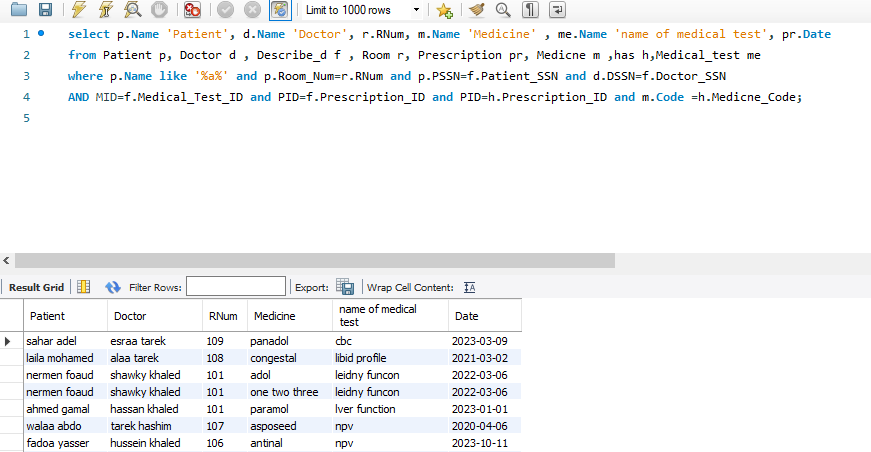 Limit to 1000 rows
1 select p.Name 'Patient', d.Name 'Doctor', r.RNum, m.Name 'Medicine' , me.Name 'name of medical test', pr.Date
2 from Patient p, Doctor d , Describe_d f , Room r, Prescription pr, Medicne m ,has h,Medical_test me
3 where p.Name like '%a%' and p.Room_Num=r.RNum and p.PSSN=f.Patient_SSN and d.DSSN=f.Doctor_SSN
4 AND MID=f.Medical_Test_ID and PID=f.Prescription_ID and PID=h.Prescription_ID and m.Code =h.Medicne_Code;
5
Result Grid Filter Rows: Export: Wrap Cell Content: IA
Patient Doctor RNum Medicine name of medical test Date
sahar adel esraa tarek 109 panadol cbc 2023-03-09
laila mohamed alaa tarek 108 congestal libid profile 2021-03-02
nermen foaud shawky khaled 101 adol leidny funcon 2022-03-06
nermen foaud shawky khaled 101 one two three leidny funcon 2022-03-06
ahmed gamal hassan khaled 101 paramol lver function 2023-01-01
walaa abdo tarek hashim 107 asposeed npv 2020-04-06
fadoa yasser hussein khaled 106 antinal npv 2023-10-11